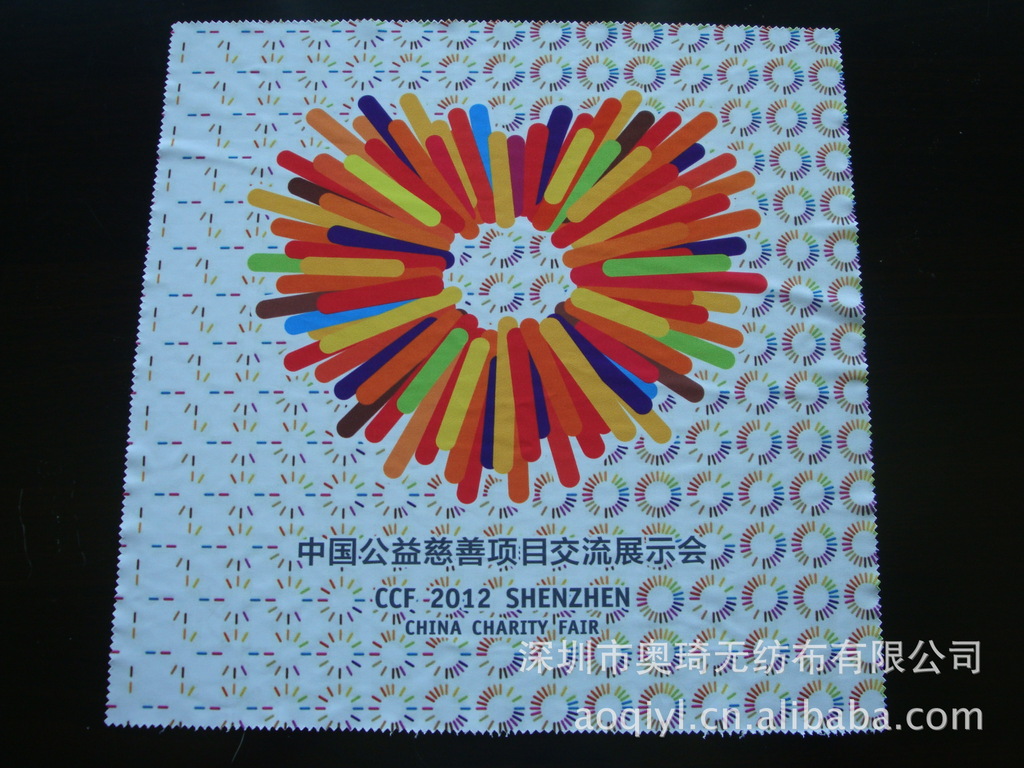 中国公益慈善项目交流展示会
CCF 2012 SHENZHEN
CHINA CHARITY FAIR
深圳市奥琦无纺布有限公司
aoqiyl.cn.alibaba.com